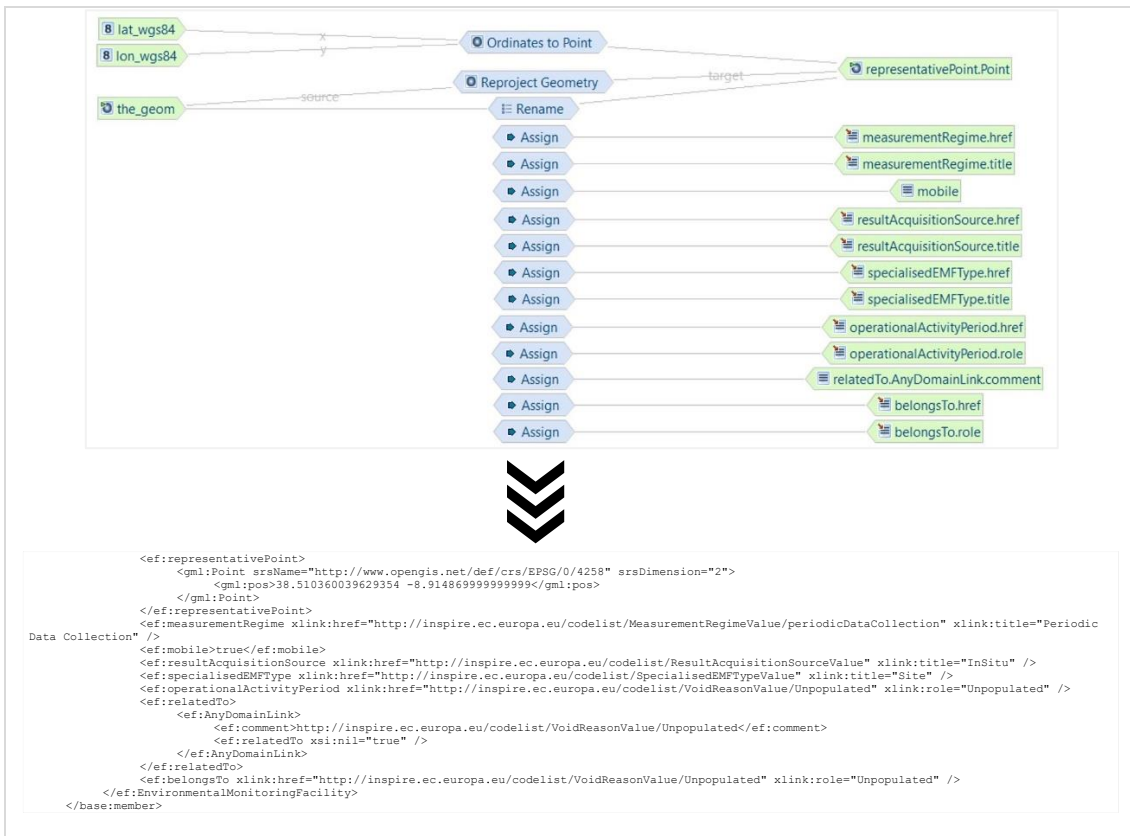 lat_wgs84
x
Ordinates to Point
lon_wgs84
y
representativePoint.Point
Reproject Geometry
target
the_geom
source
Rename
Assign
measurementRegime.href
Assign
measurementRegime.title
Assign
mobile
Assign
resultAcquisitionSource.href
Assign
resultAcquisitionSource.title
Assign
specialisedEMFType.href
Assign
specialisedEMFType.title
Assign
operationalActivityPeriod.href
Assign
operationalActivityPeriod.role
Assign
relatedTo.AnyDomainLink.comment
Assign
belongsTo.href
Assign
belongsTo.role
<ef:representativePoint>
<gml:Point srsName="http://www.opengis.net/def/crs/EPSG/0/4258" srsDimension="2">
<gml:pos>38.510360039629354 -8.914869999999999</gml:pos>
</gml:Point>
</ef:representativePoint>
<ef:measurementRegime xlink:href="http://inspire.ec.europa.eu/codelist/MeasurementRegimeValue/periodicDataCollection" xlink:title="Periodic
Data Collection" />
<ef:mobile>true</ef:mobile>
<ef:resultAcquisitionSource xlink:href="http://inspire.ec.europa.eu/codelist/ResultAcquisitionSourceValue" xlink:title="InSitu" />
<ef:specialisedEMFType xlink:href="http://inspire.ec.europa.eu/codelist/SpecialisedEMFTypeValue" xlink:title="Site" />
<ef:operationalActivityPeriod xlink:href="http://inspire.ec.europa.eu/codelist/VoidReasonValue/Unpopulated" xlink:role="Unpopulated" />
<ef:relatedTo>
<ef:AnyDomainLink>
<ef:comment>http://inspire.ec.europa.eu/codelist/VoidReasonValue/Unpopulated</ef:comment>
<ef:relatedTo xsi:nil="true" />
</ef:AnyDomainLink>
</ef:relatedTo>
<ef:belongsTo xlink:href="http://inspire.ec.europa.eu/codelist/VoidReasonValue/Unpopulated" xlink:role="Unpopulated" />
</ef:EnvironmentalMonitoringFacility>
</base:member>